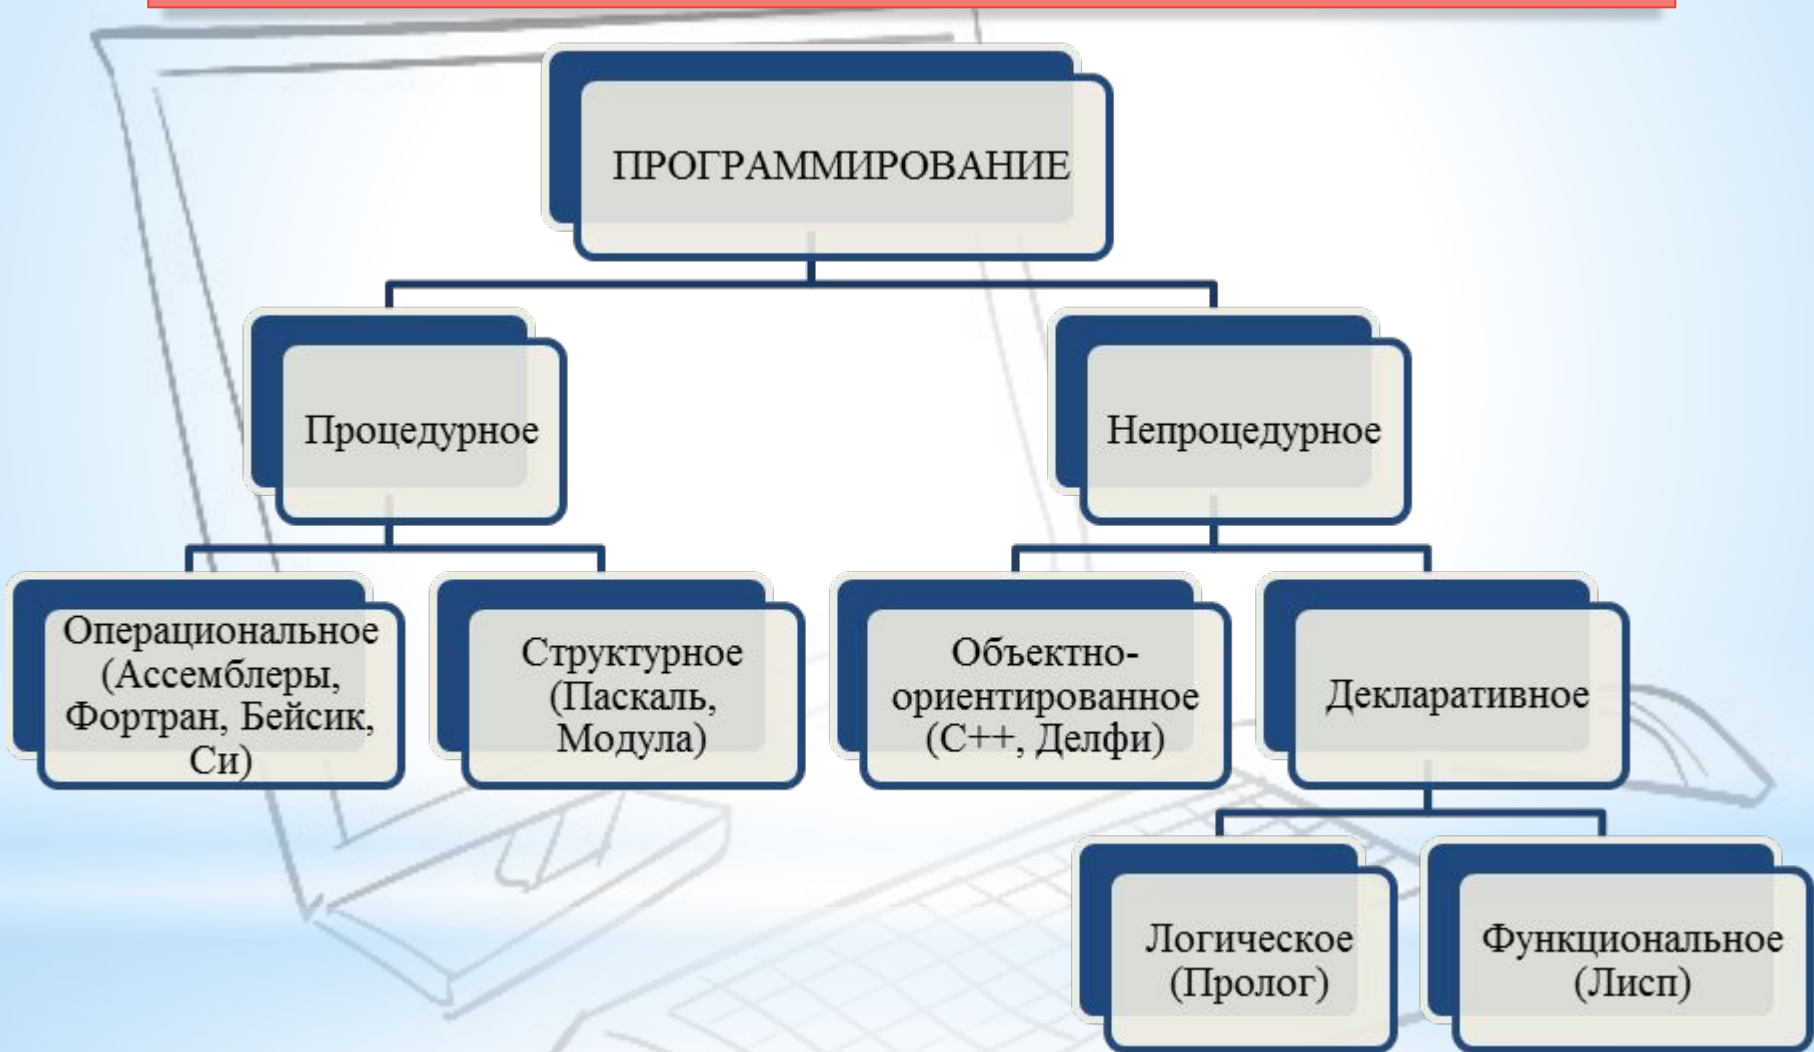 ПРОГРАММИРОВАНИЕ
Процедурное
Непроцедурное
Операциональное
(Ассемблеры,
Фортран, Бейсик,
Си)
Структурное
(Паскаль,
Модула)
Объектно-
ориентированное
(С++, Делфи)
Декларативное
Логическое
(Пролог)
Функциональное
(Лисп)